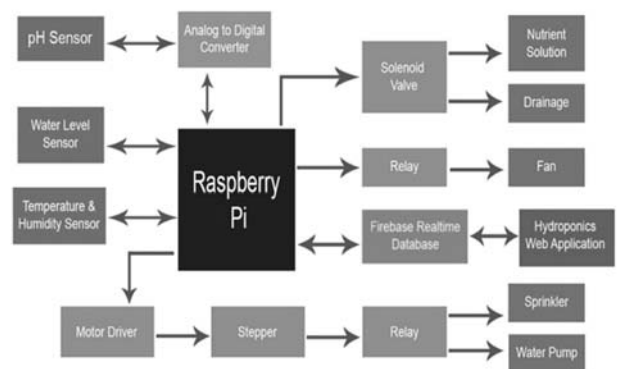 pH Sensor
Analog to Digital
Converter
Nutrient
Solution
Solenoid
Valve
Drainage
Water Level
Sensor
Raspberry
Pi
Relay
Fan
Temperature &
Humidity Sensor
Firebase Realtime
Database
Hydroponics
Web Application
Motor Driver
Stepper
Relay
Sprinkler
Water Pump